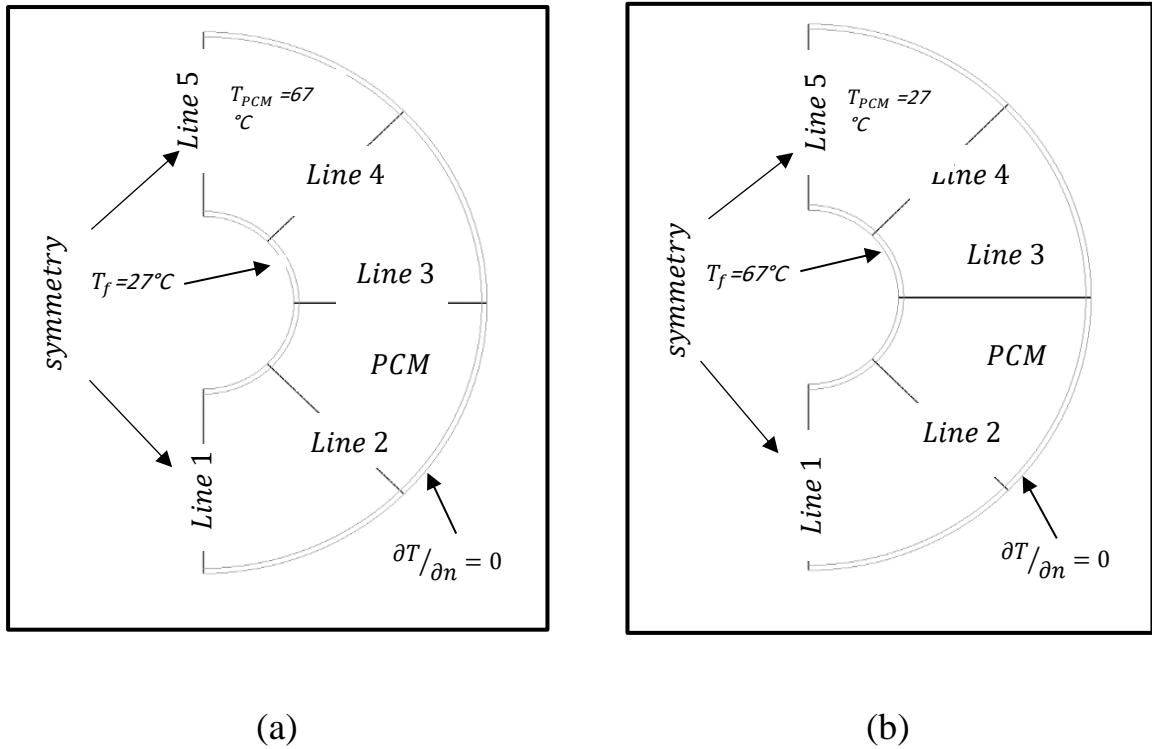 Line 5
T_PCM =67
°C
Line 4
symmetry
T_f =27°C
Line 3
PCM
Line 2
Line 1
∂T/∂n = 0
(a)
Line 5
T_PCM =27
°C
Line 4
symmetry
T_f =67°C
Line 3
PCM
Line 2
Line 1
∂T/∂n = 0
(b)